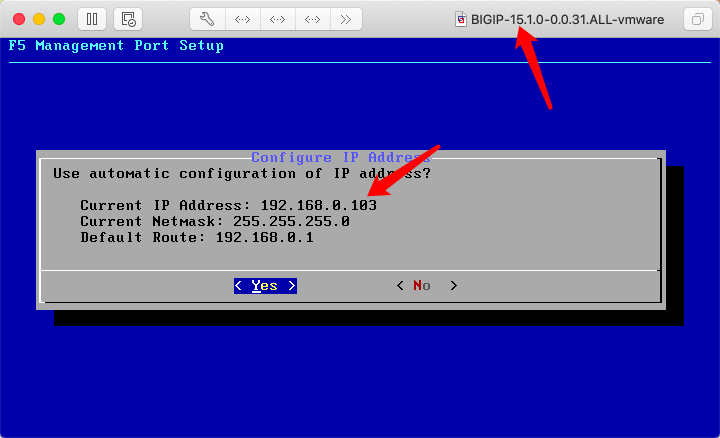 BIGIP-15.1.0-0.0.31.ALL-vmware
F5 Management Port Setup
Configure IP Address
Use automatic configuration of IP address?
Current IP Address: 192.168.0.103
Current Netmask: 255.255.255.0
Default Route: 192.168.0.1
< Yes > < No >